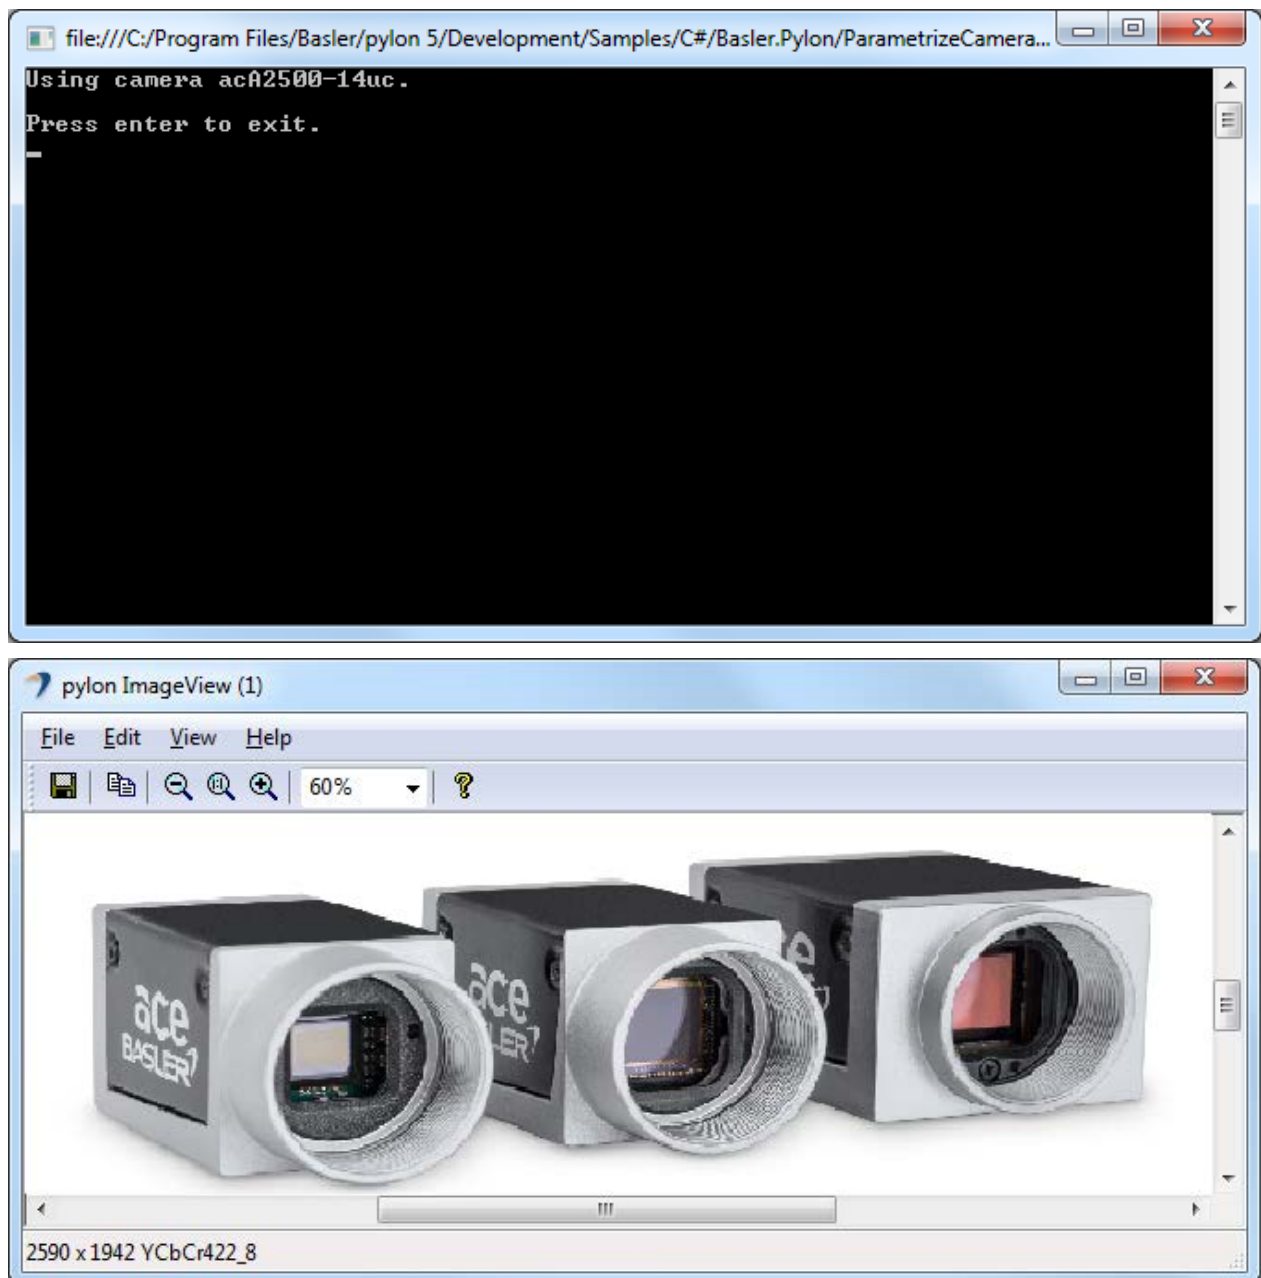 file:///C:/Program Files/Basler/pylon 5/Development/Samples/C#/Basler.Pylon/ParametrizeCamera...
Using camera acA2500-14uc.
Press enter to exit.
pylon ImageView (1)
File Edit View Help
60%
ace
BASLER
ace
LER
2590 x 1942 YCbCr422_8